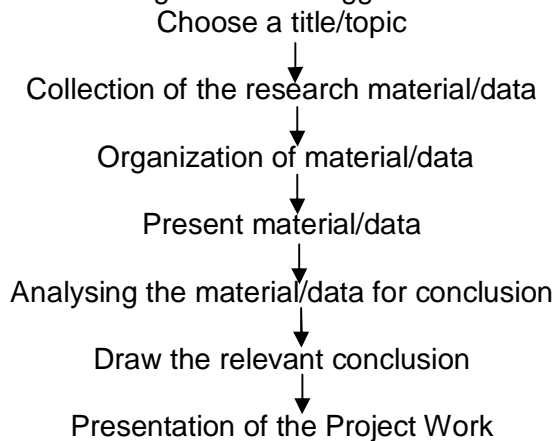 Choose a title/topic
Collection of the research material/data
Organization of material/data
Present material/data
Analysing the material/data for conclusion
Draw the relevant conclusion
Presentation of the Project Work